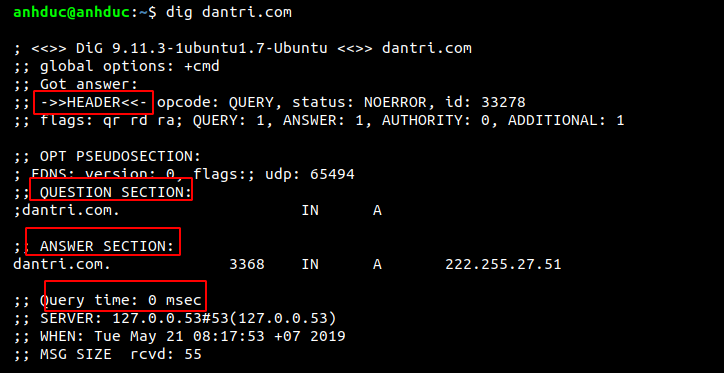 anhduc@anhduc:~$ dig dantri.com
; <<>> DiG 9.11.3-1ubuntu1.7-Ubuntu <<>> dantri.com
;; global options: +cmd
;; Got answer:
;; ->>HEADER<<- opcode: QUERY, status: NOERROR, id: 33278
;; flags: qr rd ra; QUERY: 1, ANSWER: 1, AUTHORITY: 0, ADDITIONAL: 1
;; OPT PSEUDOSECTION:
; EDNS: version: 0, flags:; udp: 65494
;; QUESTION SECTION:
;dantri.com. IN A
;; ANSWER SECTION:
dantri.com. 3368 IN A 222.255.27.51
;; Query time: 0 msec
;; SERVER: 127.0.0.53#53(127.0.0.53)
;; WHEN: Tue May 21 08:17:53 +07 2019
;; MSG SIZE rcvd: 55